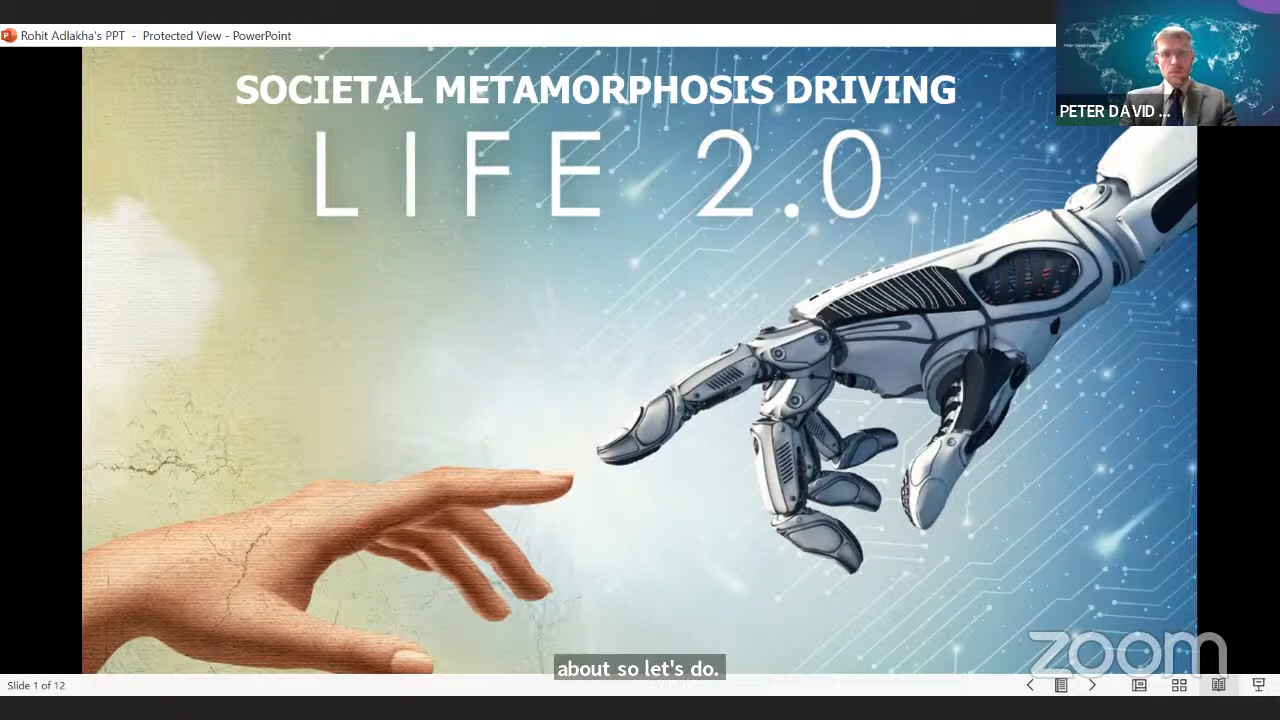 Rohit Adlakha's PPT - Protected View - PowerPoint
SOCIETAL METAMORPHOSIS DRIVING
LIFE 2.0
PETER DAVID ...
about so let's do.
zoom
Slide 1 of 12